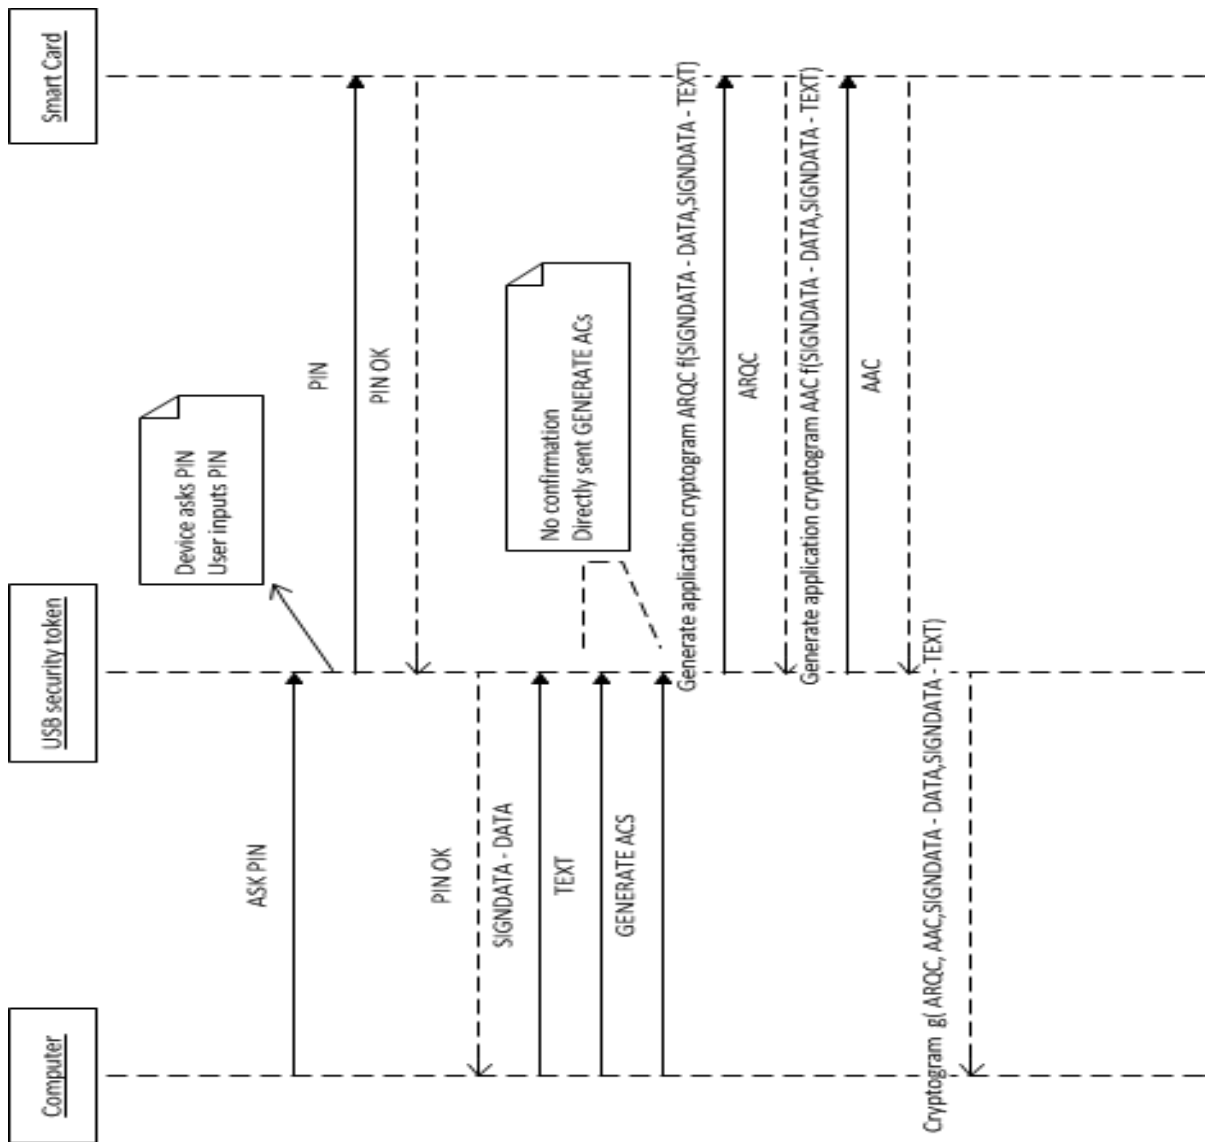 Computer
USB security token
Smart Card
ASK PIN
Device asks PIN
User inputs PIN
PIN
PIN OK
PIN OK
SIGNDATA - DATA
TEXT
GENERATE ACS
No confirmation
Directly sent GENERATE ACs
Generate application cryptogram ARQC f(SIGNDATA - DATA,SIGNDATA - TEXT)
ARQC
Generate application cryptogram AAC f(SIGNDATA - DATA,SIGNDATA - TEXT)
AAC
Cryptogram g( ARQC, AAC,SIGNDATA - DATA,SIGNDATA - TEXT)